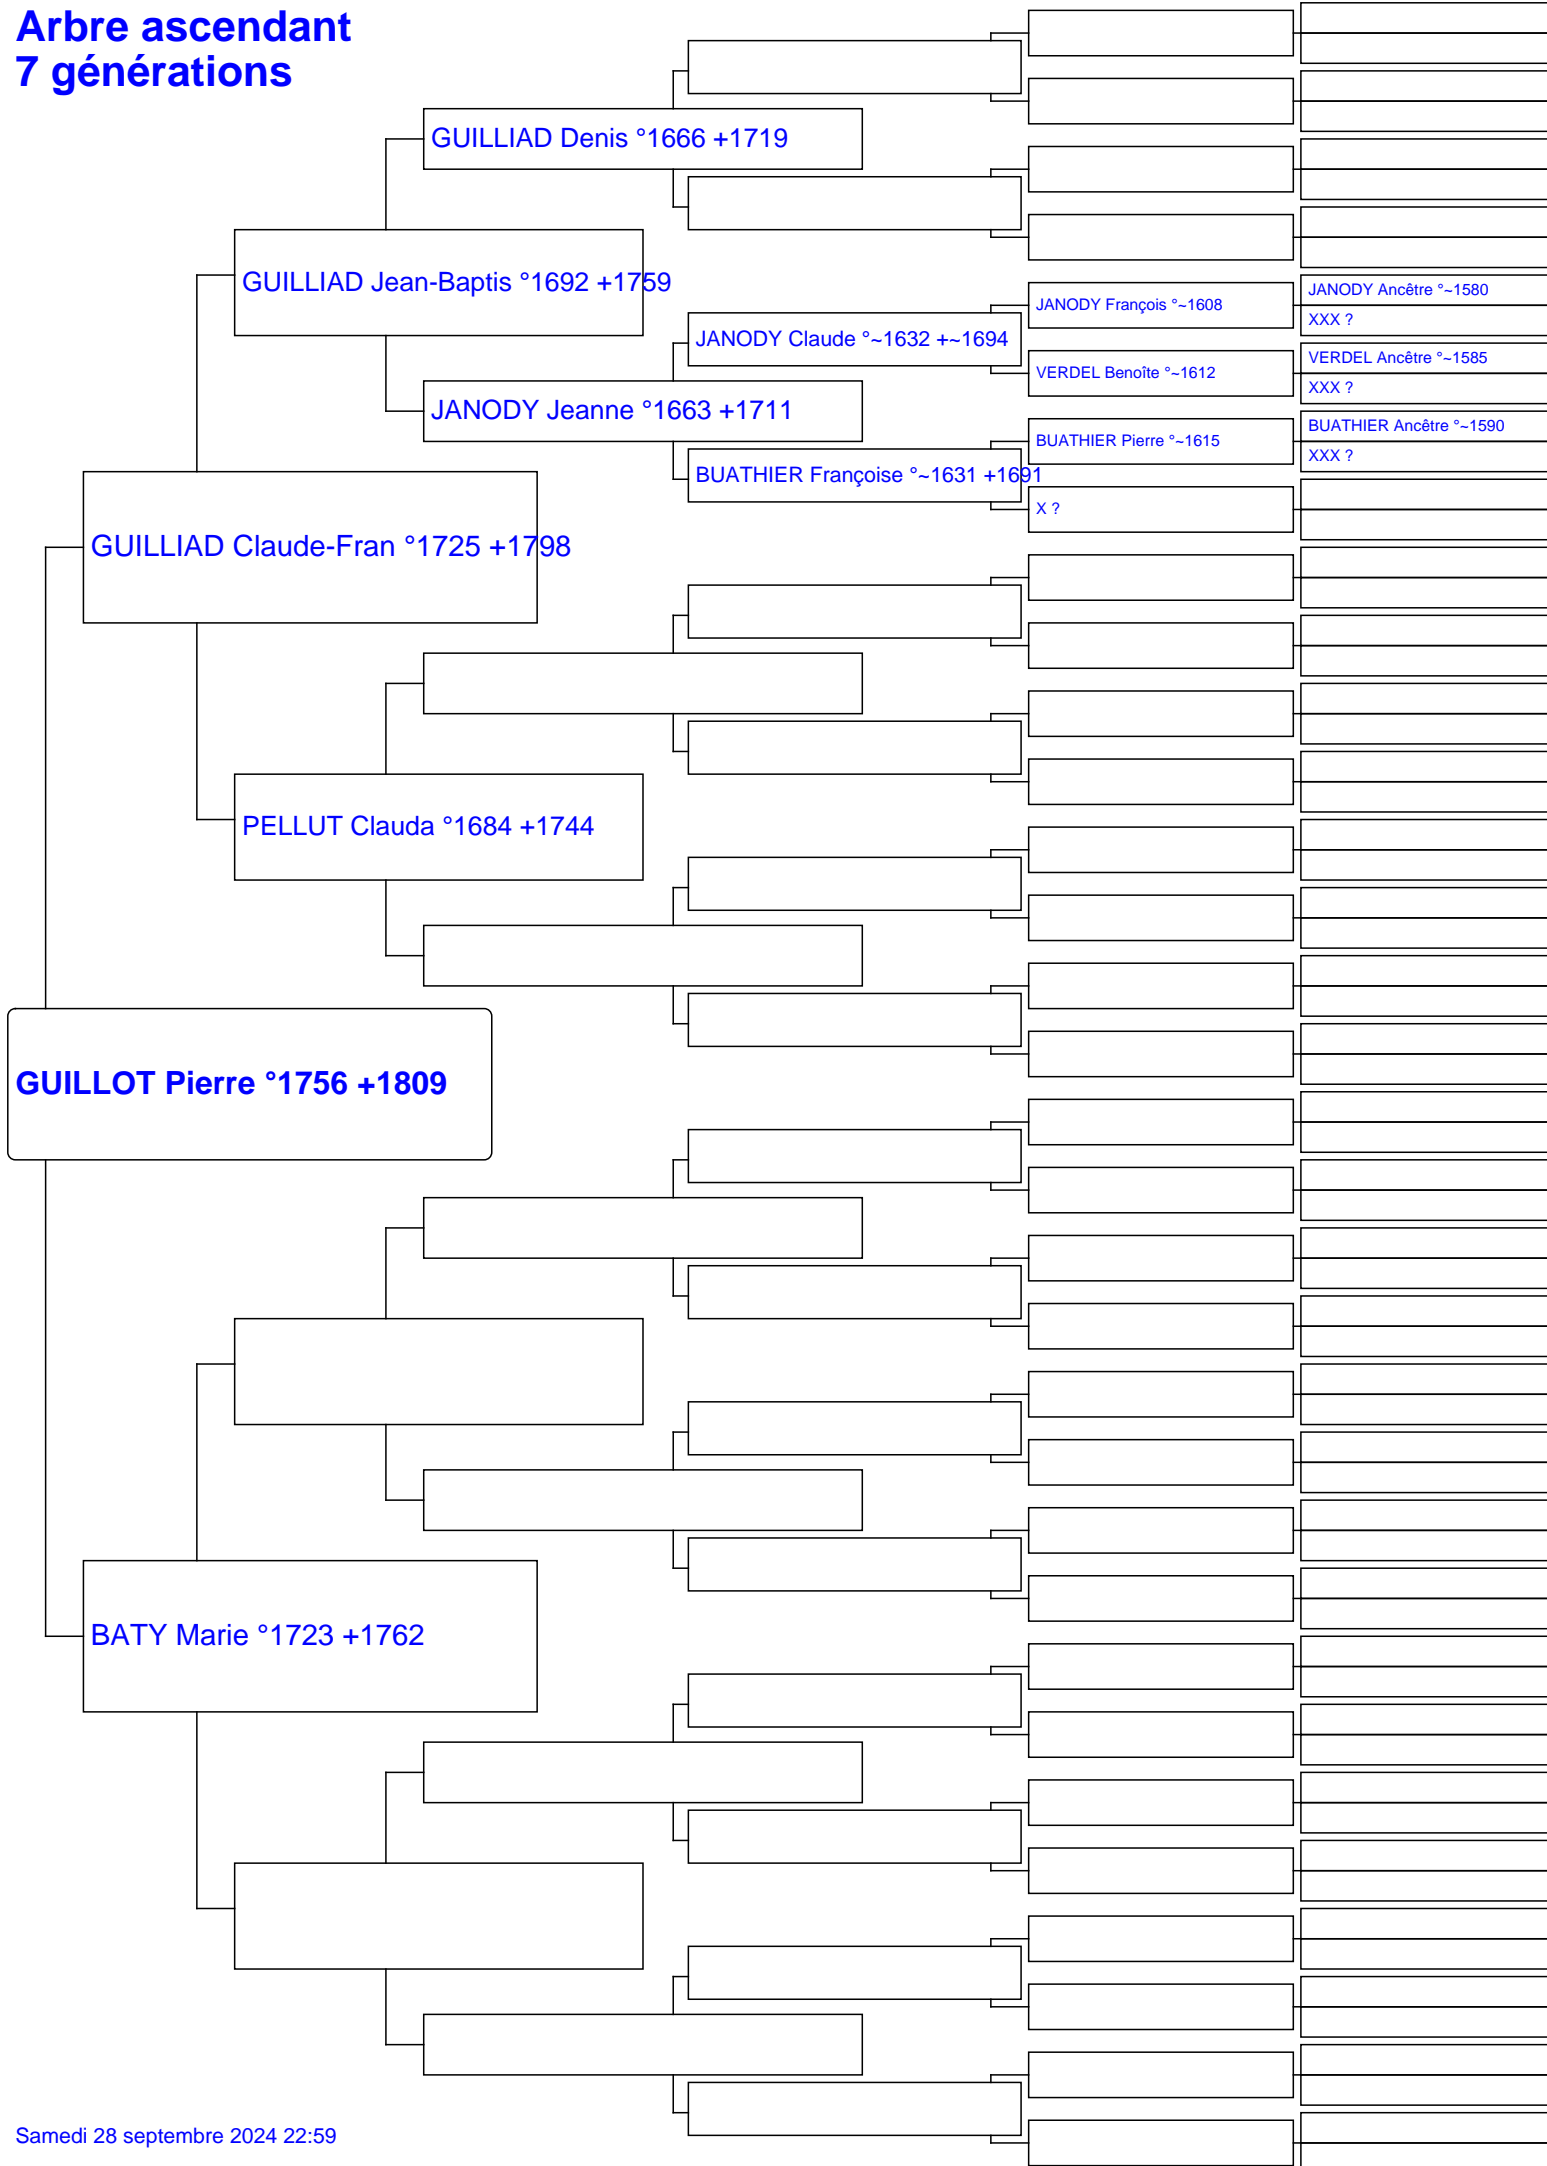 Arbre ascendant
7 générations
GUILLIAD Denis °1666 +1719
GUILLIAD Jean-Baptis °1692 +1759
JANODY Ancêtre °~1580
JANODY François °~1608
XXX ?
JANODY Claude °~1632 +~1694
VERDEL Ancêtre °~1585
VERDEL Benoîte °~1612
XXX ?
JANODY Jeanne °1663 +1711
BUATHIER Ancêtre °~1590
BUATHIER Pierre °~1615
XXX ?
BUATHIER Françoise °~1631 +1691
X ?
GUILLIAD Claude-Fran °1725 +1798
PELLUT Clauda °1684 +1744
GUILLOT Pierre °1756 +1809
BATY Marie °1723 +1762
Samedi 28 septembre 2024 22:59